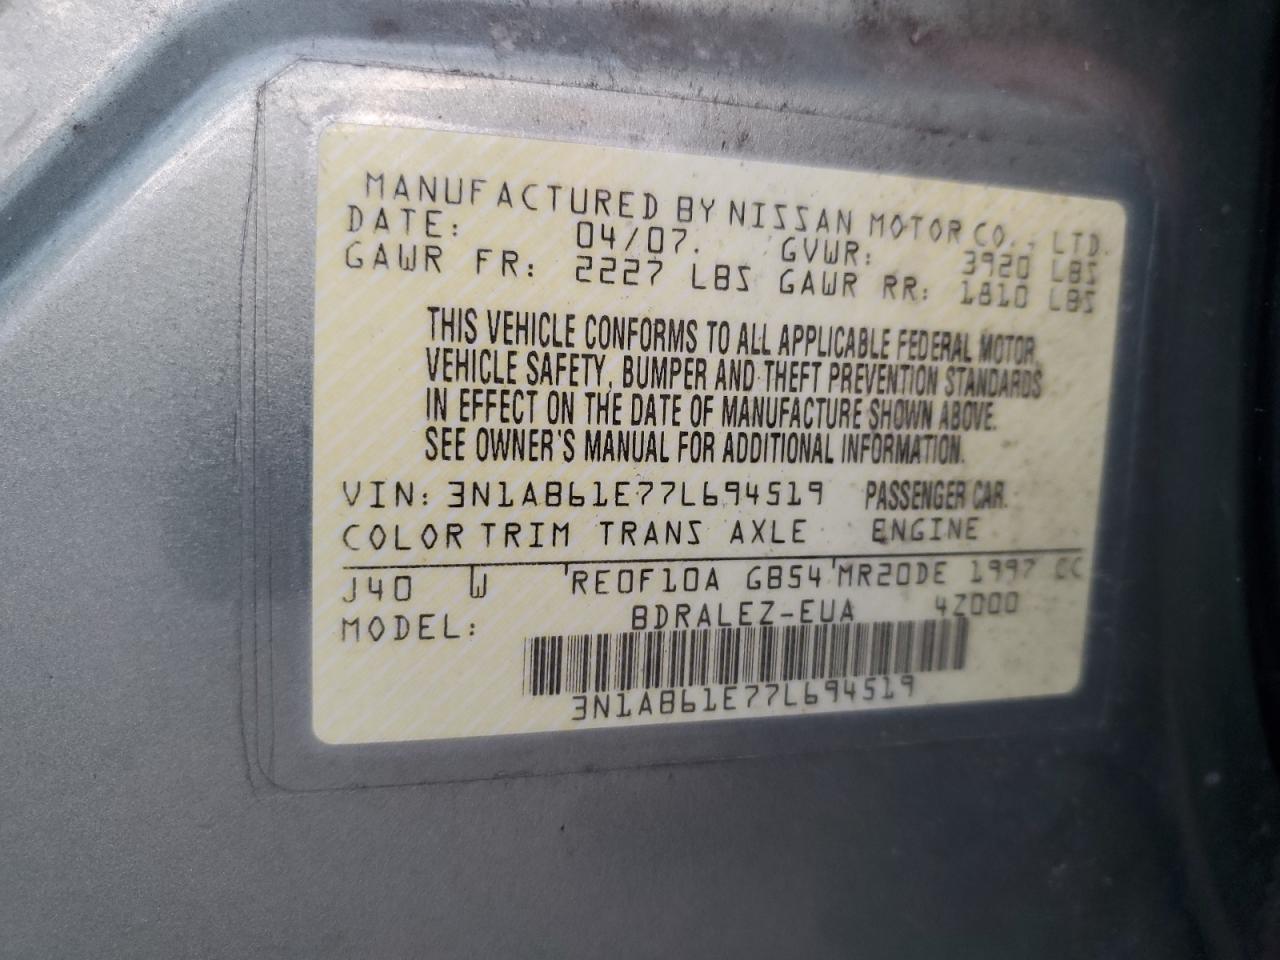 MANUFACTURED BY NISSAN MOTOR CO., LTD.
DATE: 04/07. GVWR: 3920 LBS
GAWR FR: 2227 LBS GAWR RR: 1810 LBS
THIS VEHICLE CONFORMS TO ALL APPLICABLE FEDERAL MOTOR
VEHICLE SAFETY, BUMPER AND THEFT PREVENTION STANDARDS
IN EFFECT ON THE DATE OF MANUFACTURE SHOWN ABOVE.
SEE OWNER'S MANUAL FOR ADDITIONAL INFORMATION.
VIN: 3N1AB61E77L694519 PASSENGER CAR.
COLOR TRIM TRANS AXLE ENGINE
J40 W RE0F10A GB54 MR20DE 1997 CC
MODEL: BDRALEZ-EUA 4Z000
3N1AB61E77L694519